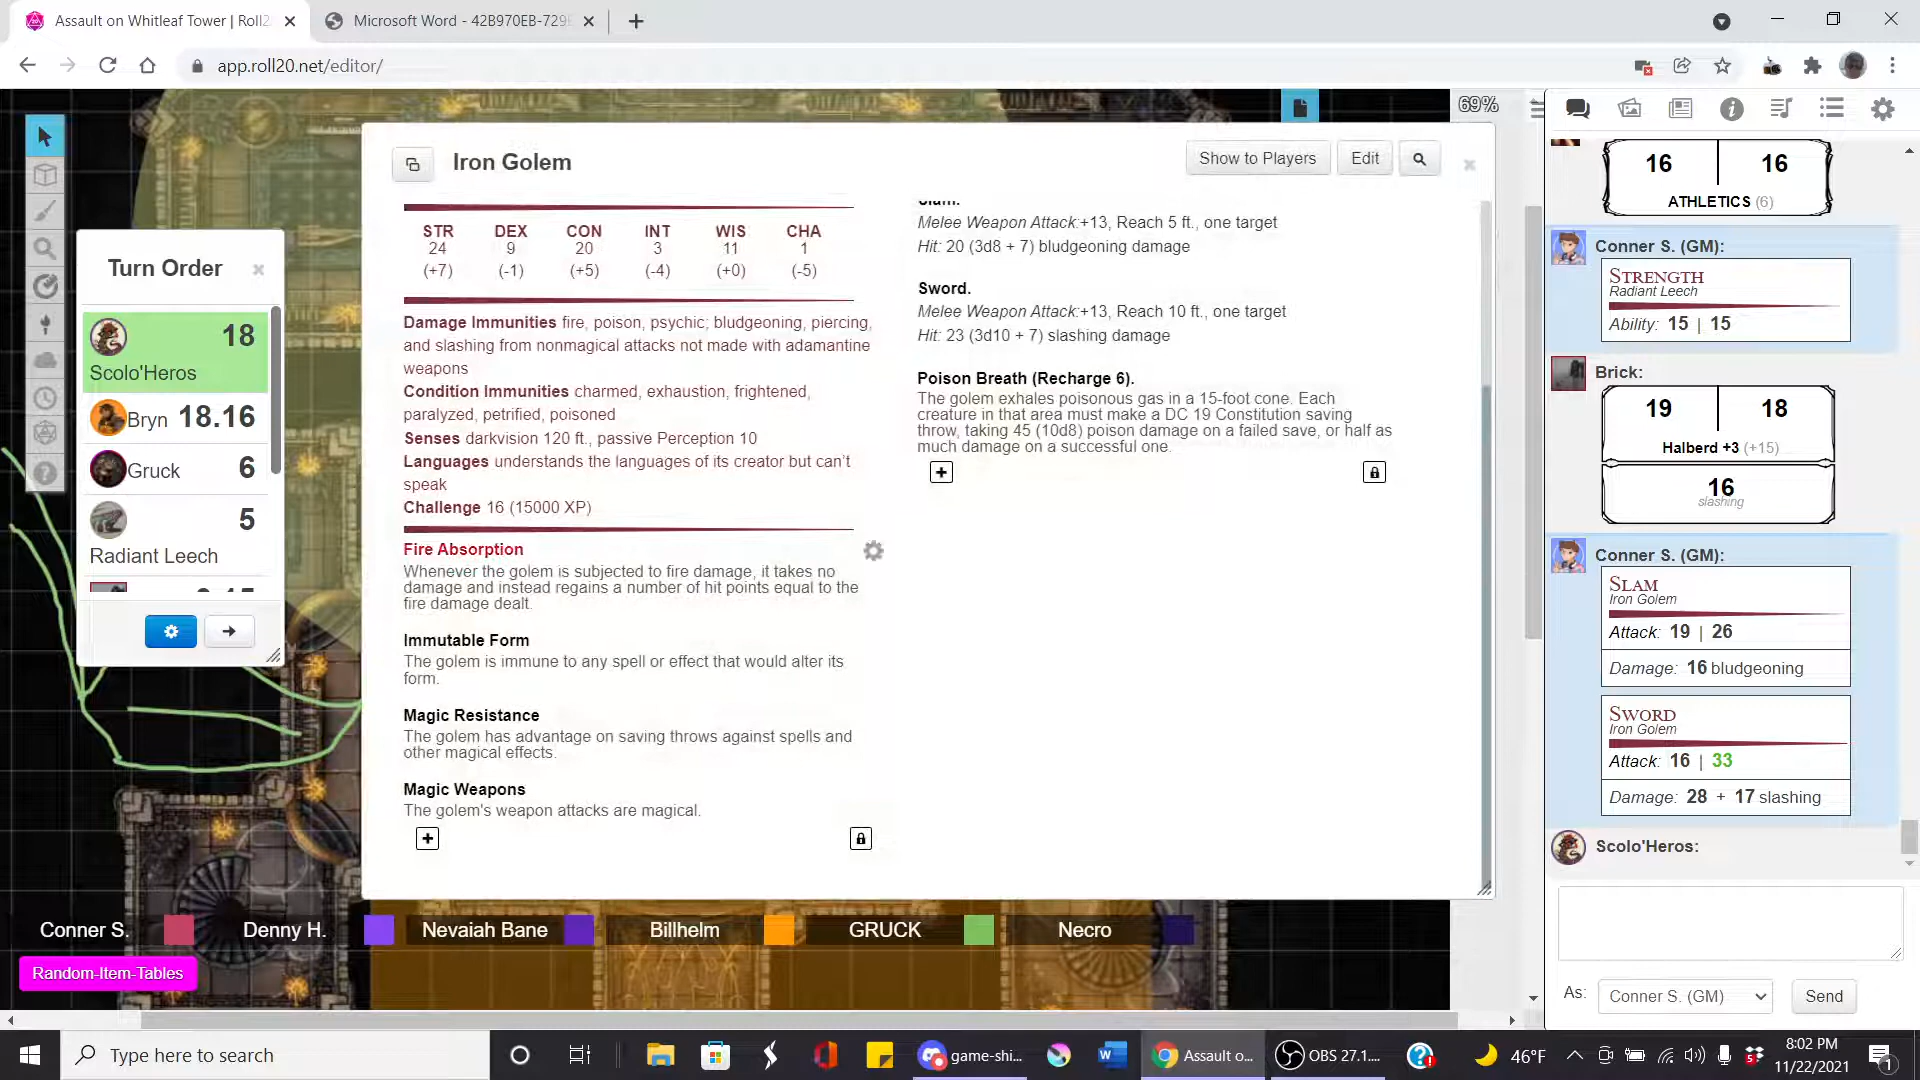 Assault on Whitleaf Tower | Roll2
Microsoft Word - 42B970EB-729E
app.roll20.net/editor/
69%
Iron Golem
Show to Players
Edit
STR DEX CON INT WIS CHA
24 9 20 3 11 1
(+7) (-1) (+5) (-4) (+0) (-5)
Damage Immunities fire, poison, psychic; bludgeoning, piercing,
and slashing from nonmagical attacks not made with adamantine
weapons
Condition Immunities charmed, exhaustion, frightened,
paralyzed, petrified, poisoned
Senses darkvision 120 ft., passive Perception 10
Languages understands the languages of its creator but can't
speak
Challenge 16 (15000 XP)
Fire Absorption
Whenever the golem is subjected to fire damage, it takes no
damage and instead regains a number of hit points equal to the
fire damage dealt.
Immutable Form
The golem is immune to any spell or effect that would alter its
form.
Magic Resistance
The golem has advantage on saving throws against spells and
other magical effects.
Magic Weapons
The golem's weapon attacks are magical.
Slam.
Melee Weapon Attack:+13, Reach 5 ft., one target
Hit: 20 (3d8 + 7) bludgeoning damage
Sword.
Melee Weapon Attack:+13, Reach 10 ft., one target
Hit: 23 (3d10 + 7) slashing damage
Poison Breath (Recharge 6).
The golem exhales poisonous gas in a 15-foot cone. Each
creature in that area must make a DC 19 Constitution saving
throw, taking 45 (10d8) poison damage on a failed save, or half as
much damage on a successful one.
Turn Order
18
Scolo'Heros
Bryn 18.16
Gruck 6
5
Radiant Leech
16 16
ATHLETICS (6)
Conner S. (GM):
STRENGTH
Radiant Leech
Ability: 15 | 15
Brick:
19 18
Halberd +3 (+15)
16
slashing
Conner S. (GM):
SLAM
Iron Golem
Attack: 19 | 26
Damage: 16 bludgeoning
SWORD
Iron Golem
Attack: 16 | 33
Damage: 28 + 17 slashing
Scolo'Heros:
As: Conner S. (GM) Send
Conner S. Denny H. Nevaiah Bane Billhelm GRUCK Necro
Random-Item-Tables
Type here to search
game-shi...
Assault o...
OBS 27.1....
46°F
8:02 PM
11/22/2021
1